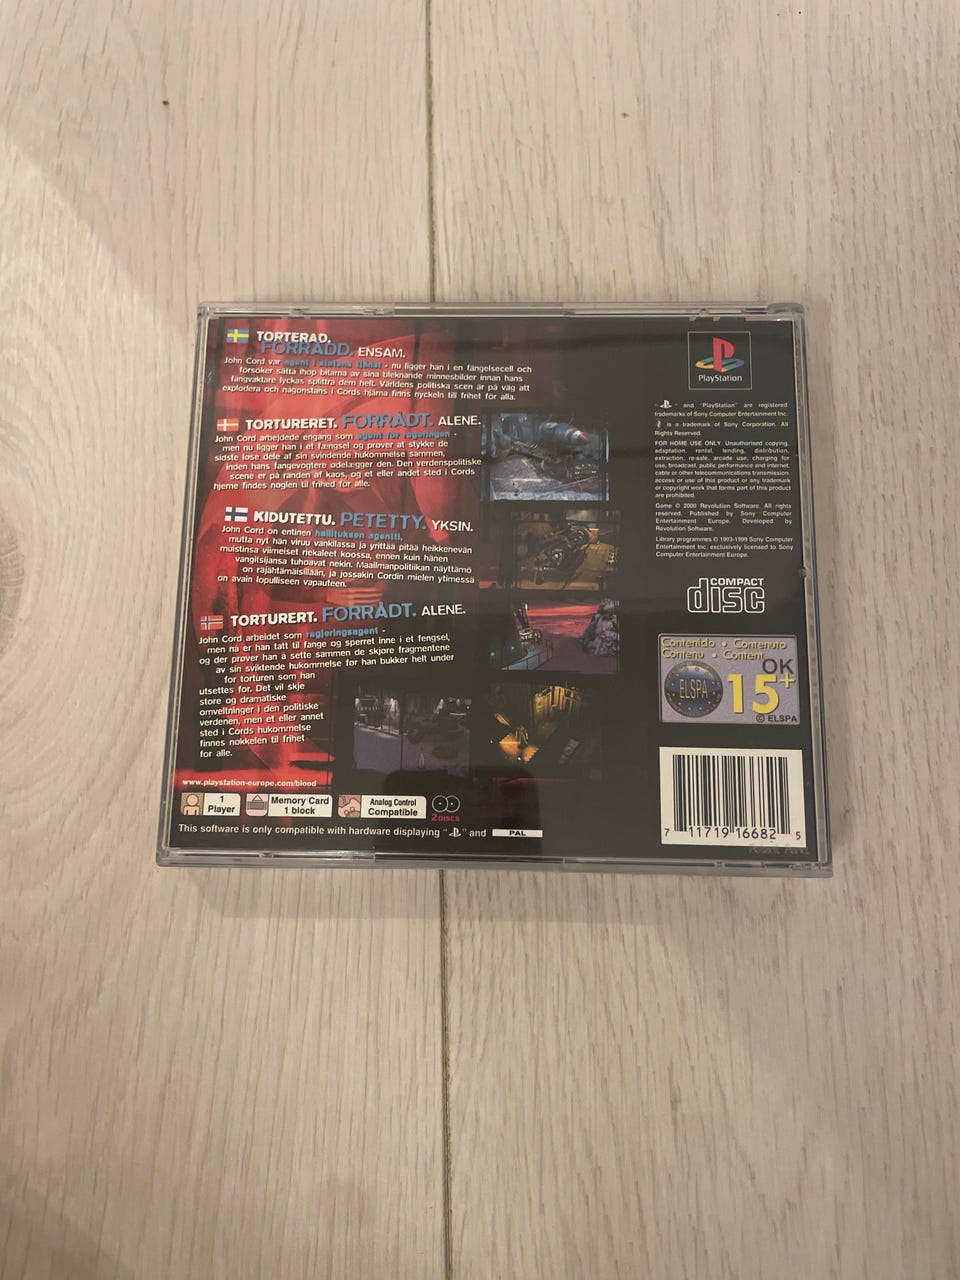 TORTERAD.
FÖRRÅDD. ENSAM.
John Cord var agent i statens tjänst - nu ligger han i en fängelsecell och
försöker sätta ihop bitarna av sina bleknande minnesbilder innan hans
fångvaktare lyckas splittra dem helt. Världens politiska scen är på väg att
explodera och någonstans i Cords hjärna finns nyckeln till frihet för alla.
TORTURERET. FORRÅDT. ALENE.
John Cord arbejdede engang som agent for regeringen -
men nu ligger han i et fængsel og prøver at stykke de
sidste løse dele af sin svindende hukommelse sammen,
inden hans fangevogtere odelægger den. Den verdenspolitiske
scene er på randen af kaos, og et eller andet sted i Cords
hjerne findes nøglen til frihed for alle.
KIDUTETTU. PETETTY. YKSIN.
John Cord on entinen hallituksen agentti,
mutta nyt hän viruu vankilassa ja yrittää pitää heikkenevän
muistinsa viimeiset riekaleet koossa, ennen kuin hänen
vangitsijansa tuhoavat nekin. Maailmanpolitiikan näyttämö
on räjähtämäisillään, ja jossakin Cordin mielen ytimessä
on avain lopulliseen vapauteen.
TORTURERT. FORRÅDT. ALENE.
John Cord arbeidet som regjeringsagent -
men nå er han tatt til fange og sperret inne i et fengsel,
og der prøver han å sette sammen de skjøre fragmentene
av sin sviktende hukommelse før han bukker helt under
for torturen som han
utsettes for. Det vil skje
store og dramatiske
omveltninger i den politiske
verdenen, men et eller annet
sted i Cords hukommelse
finnes nøkkelen til frihet
for alle.
www.playstation-europe.com/blood
1
Player
Memory Card
1 block
Analog Control
Compatible
2 DISCS
This software is only compatible with hardware displaying " " and PAL
PlayStation
" " and "PlayStation" are registered
trademarks of Sony Computer Entertainment Inc.
" " is a trademark of Sony Corporation. All
Rights Reserved
FOR HOME USE ONLY. Unauthorised copying,
adaptation, rental, lending, distribution,
extraction, re-sale, arcade use, charging for
use, broadcast, public performance and internet,
cable or other telecommunications transmission,
access or use of this product or any trademark
or copyright work that forms part of this product
are prohibited.
Game © 2000 Revolution Software. All rights
reserved. Published by Sony Computer
Entertainment Europe. Developed by
Revolution Software.
Library programmes © 1993-1999 Sony Computer
Entertainment Inc. exclusively licensed to Sony
Computer Entertainment Europe.
COMPACT
disc
Contenido • Contenuto
Contenu • Content
OK
ELSPA
15+
© ELSPA
7 11719 16682 5